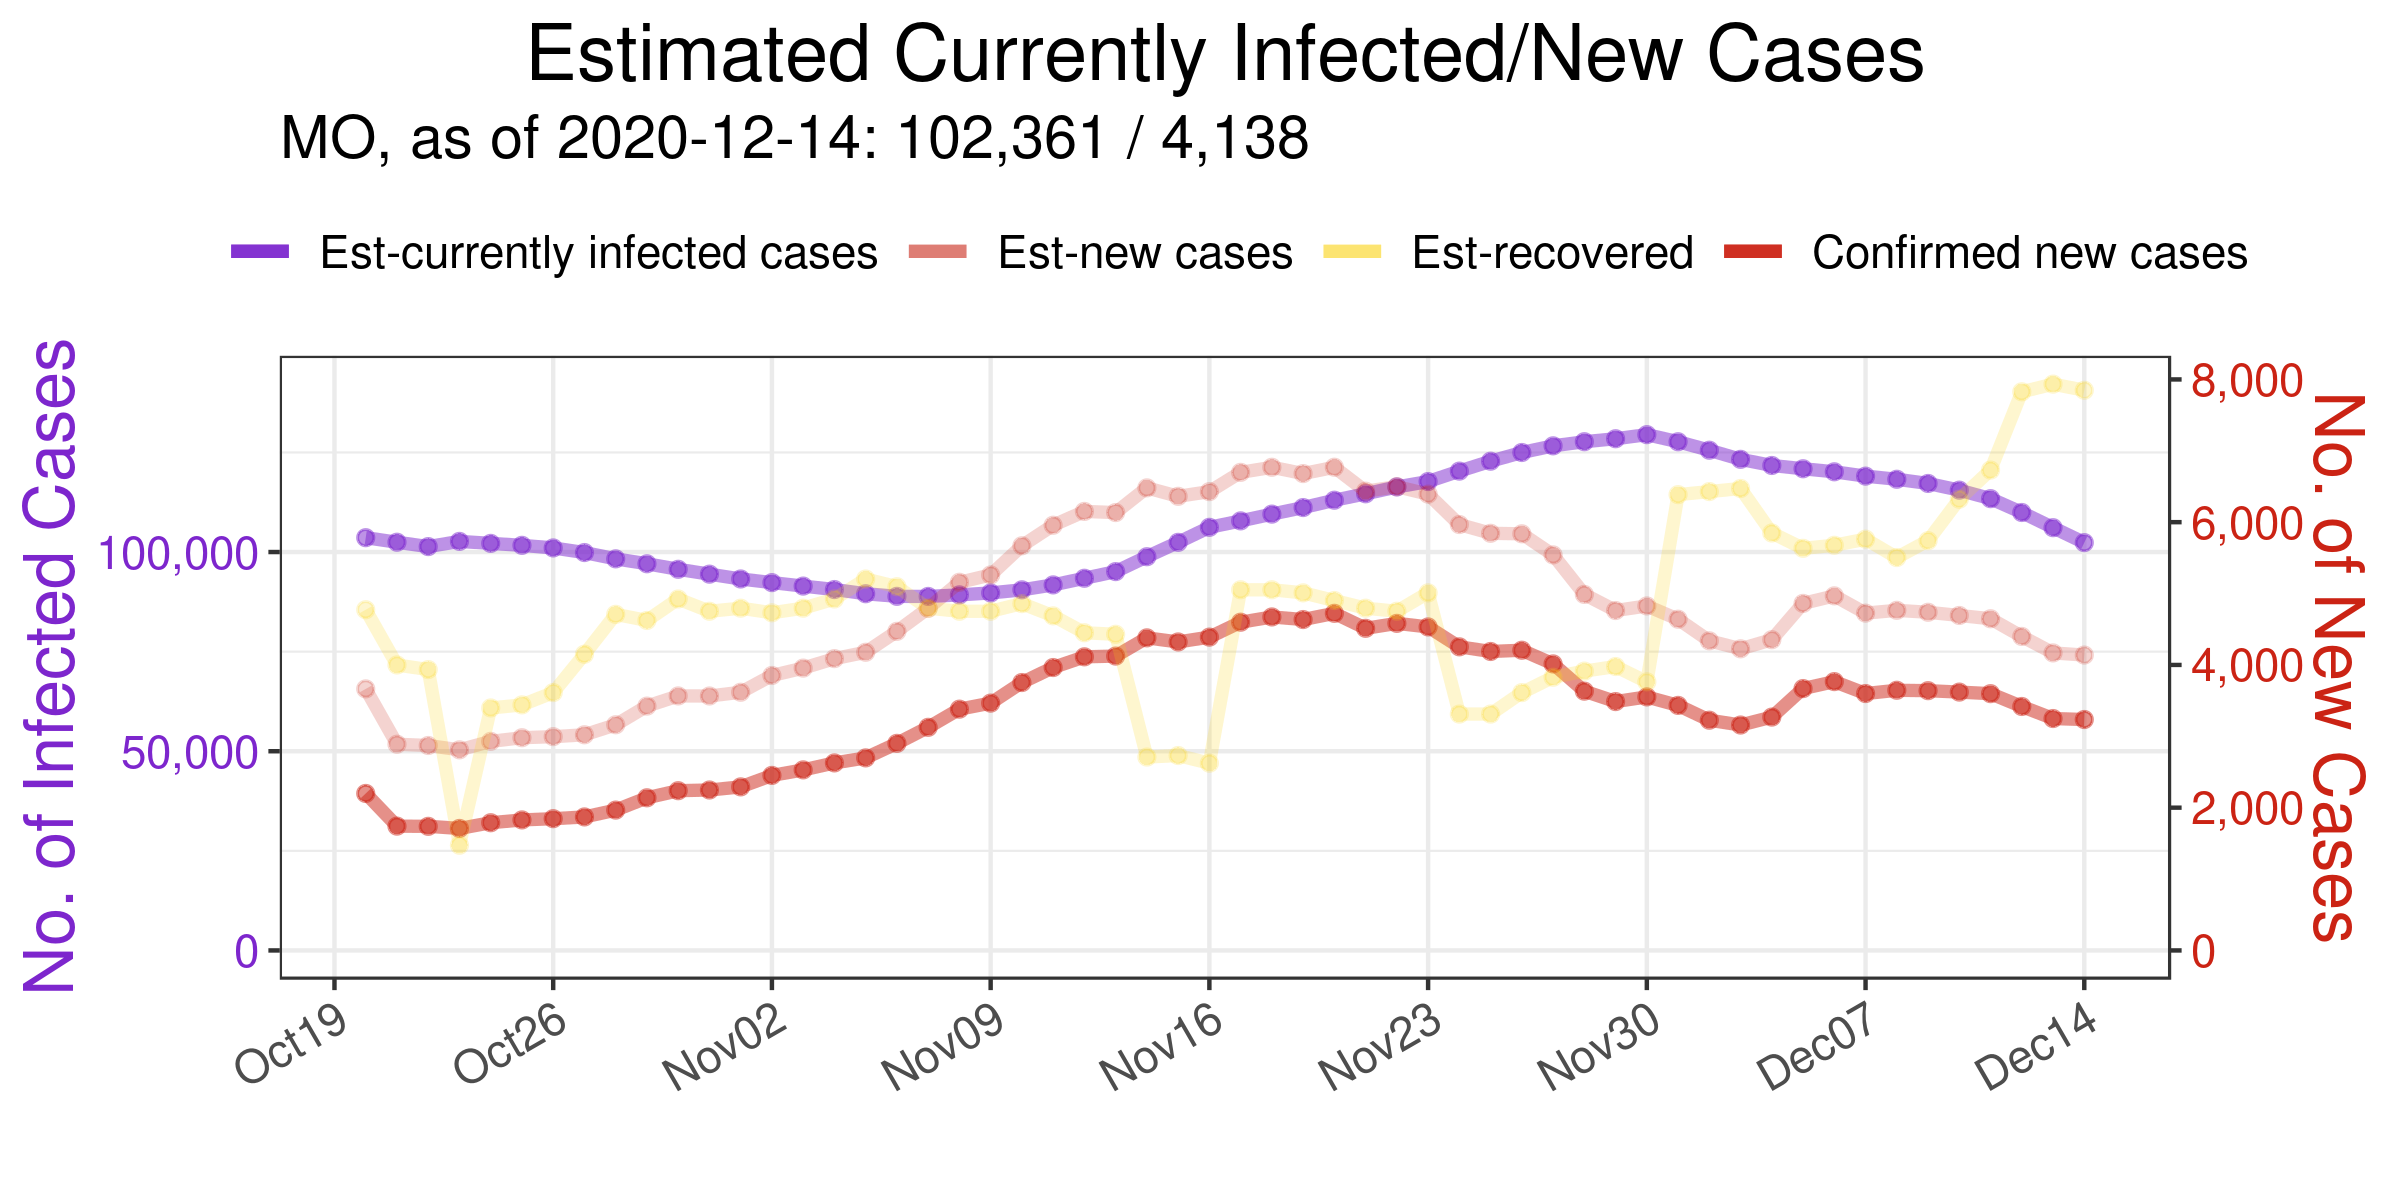 Estimated Currently Infected/New Cases
MO, as of 2020-12-14: 102,361 / 4,138
Est-currently infected cases Est-new cases Est-recovered Confirmed new cases
No. of Infected Cases
100,000
50,000
0
8,000
6,000
4,000
2,000
0
No. of New Cases
Oct19 Oct26 Nov02 Nov09 Nov16 Nov23 Nov30 Dec07 Dec14